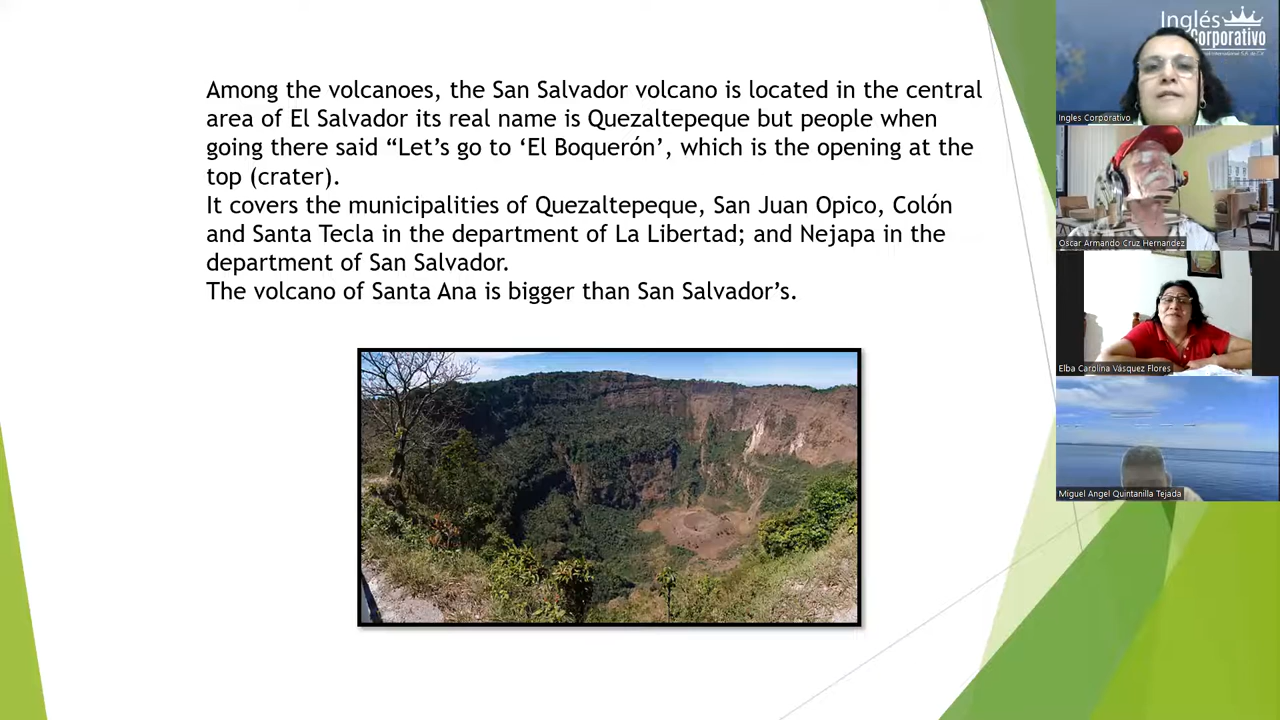 Among the volcanoes, the San Salvador volcano is located in the central
area of El Salvador its real name is Quezaltepeque but people when
going there said “Let’s go to ‘El Boquerón’, which is the opening at the
top (crater).
It covers the municipalities of Quezaltepeque, San Juan Opico, Colón
and Santa Tecla in the department of La Libertad; and Nejapa in the
department of San Salvador.
The volcano of Santa Ana is bigger than San Salvador’s.
Inglés
Corporativo
Ingles Corporativo
Oscar Armando Cruz Hernandez
Elba Carolina Vásquez Flores
Miguel Angel Quintanilla Tejada